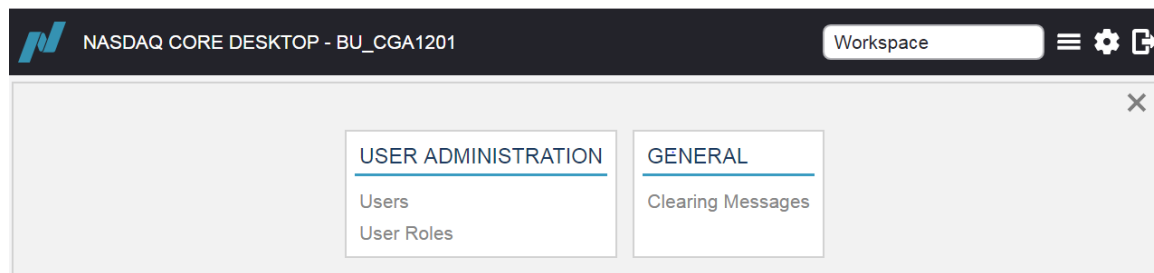 NASDAQ CORE DESKTOP - BU_CGA1201
Workspace
USER ADMINISTRATION
Users
User Roles
GENERAL
Clearing Messages